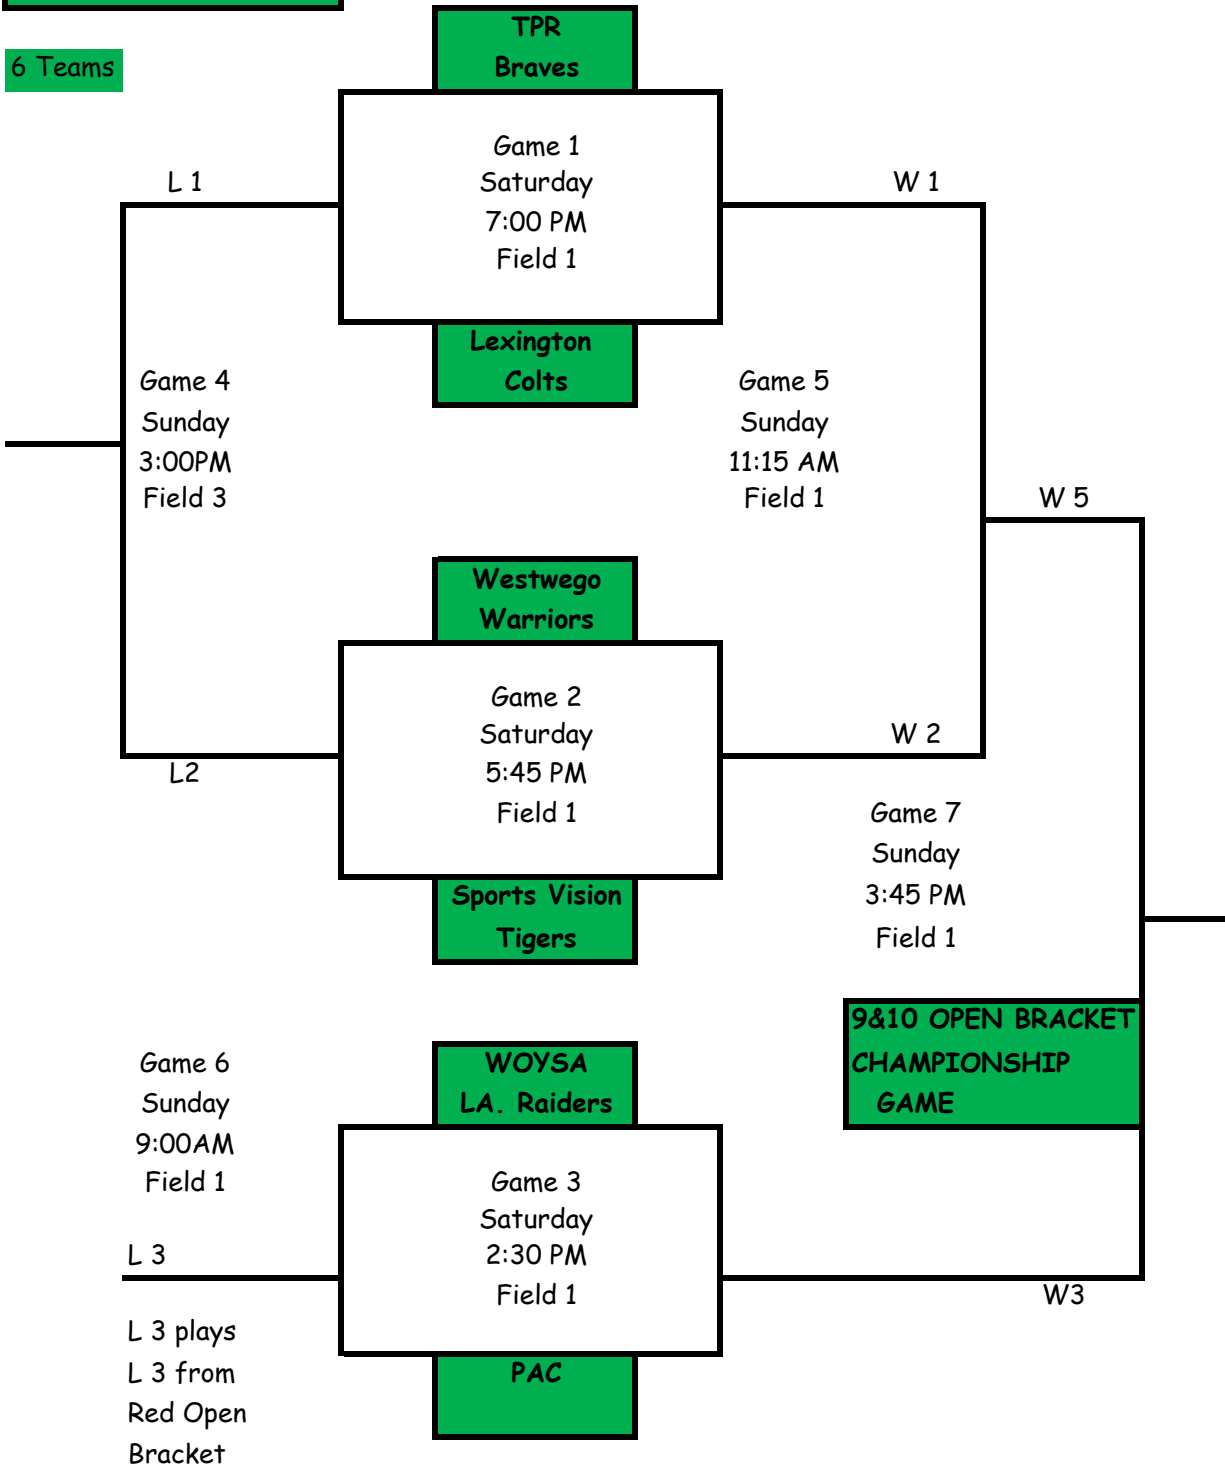 6 Teams
TPR
Braves
Game 1
Saturday
7:00 PM
Field 1
L 1
W 1
Lexington
Colts
Game 4
Sunday
3:00PM
Field 3
Game 5
Sunday
11:15 AM
Field 1
W 5
Westwego
Warriors
Game 2
Saturday
5:45 PM
Field 1
L2
W 2
Sports Vision
Tigers
Game 7
Sunday
3:45 PM
Field 1
9&10 OPEN BRACKET
CHAMPIONSHIP
GAME
Game 6
Sunday
9:00AM
Field 1
WOYSA
LA. Raiders
Game 3
Saturday
2:30 PM
Field 1
L 3
W3
L 3 plays
L 3 from
Red Open
Bracket
PAC